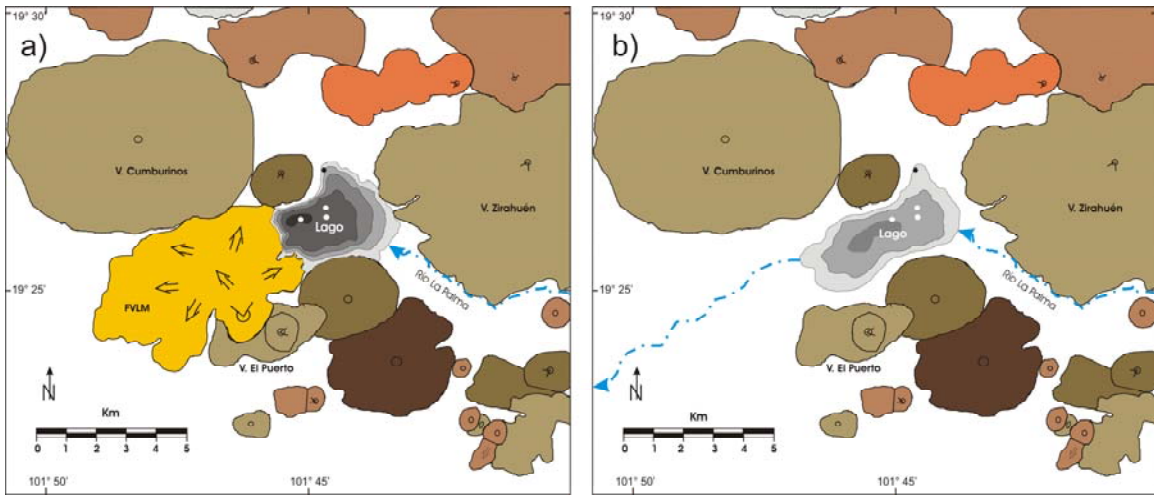 a)
19° 30
V. Cumburinos
V. Zirahuén
Lago
Río La Palma
19° 25
FVLM
V. El Puerto
N
Km
0 1 2 3 4 5
101° 50
101° 45
b)
19° 30
V. Cumburinos
V. Zirahuén
Lago
Río La Palma
19° 25
V. El Puerto
N
Km
0 1 2 3 4 5
101° 50
101° 45